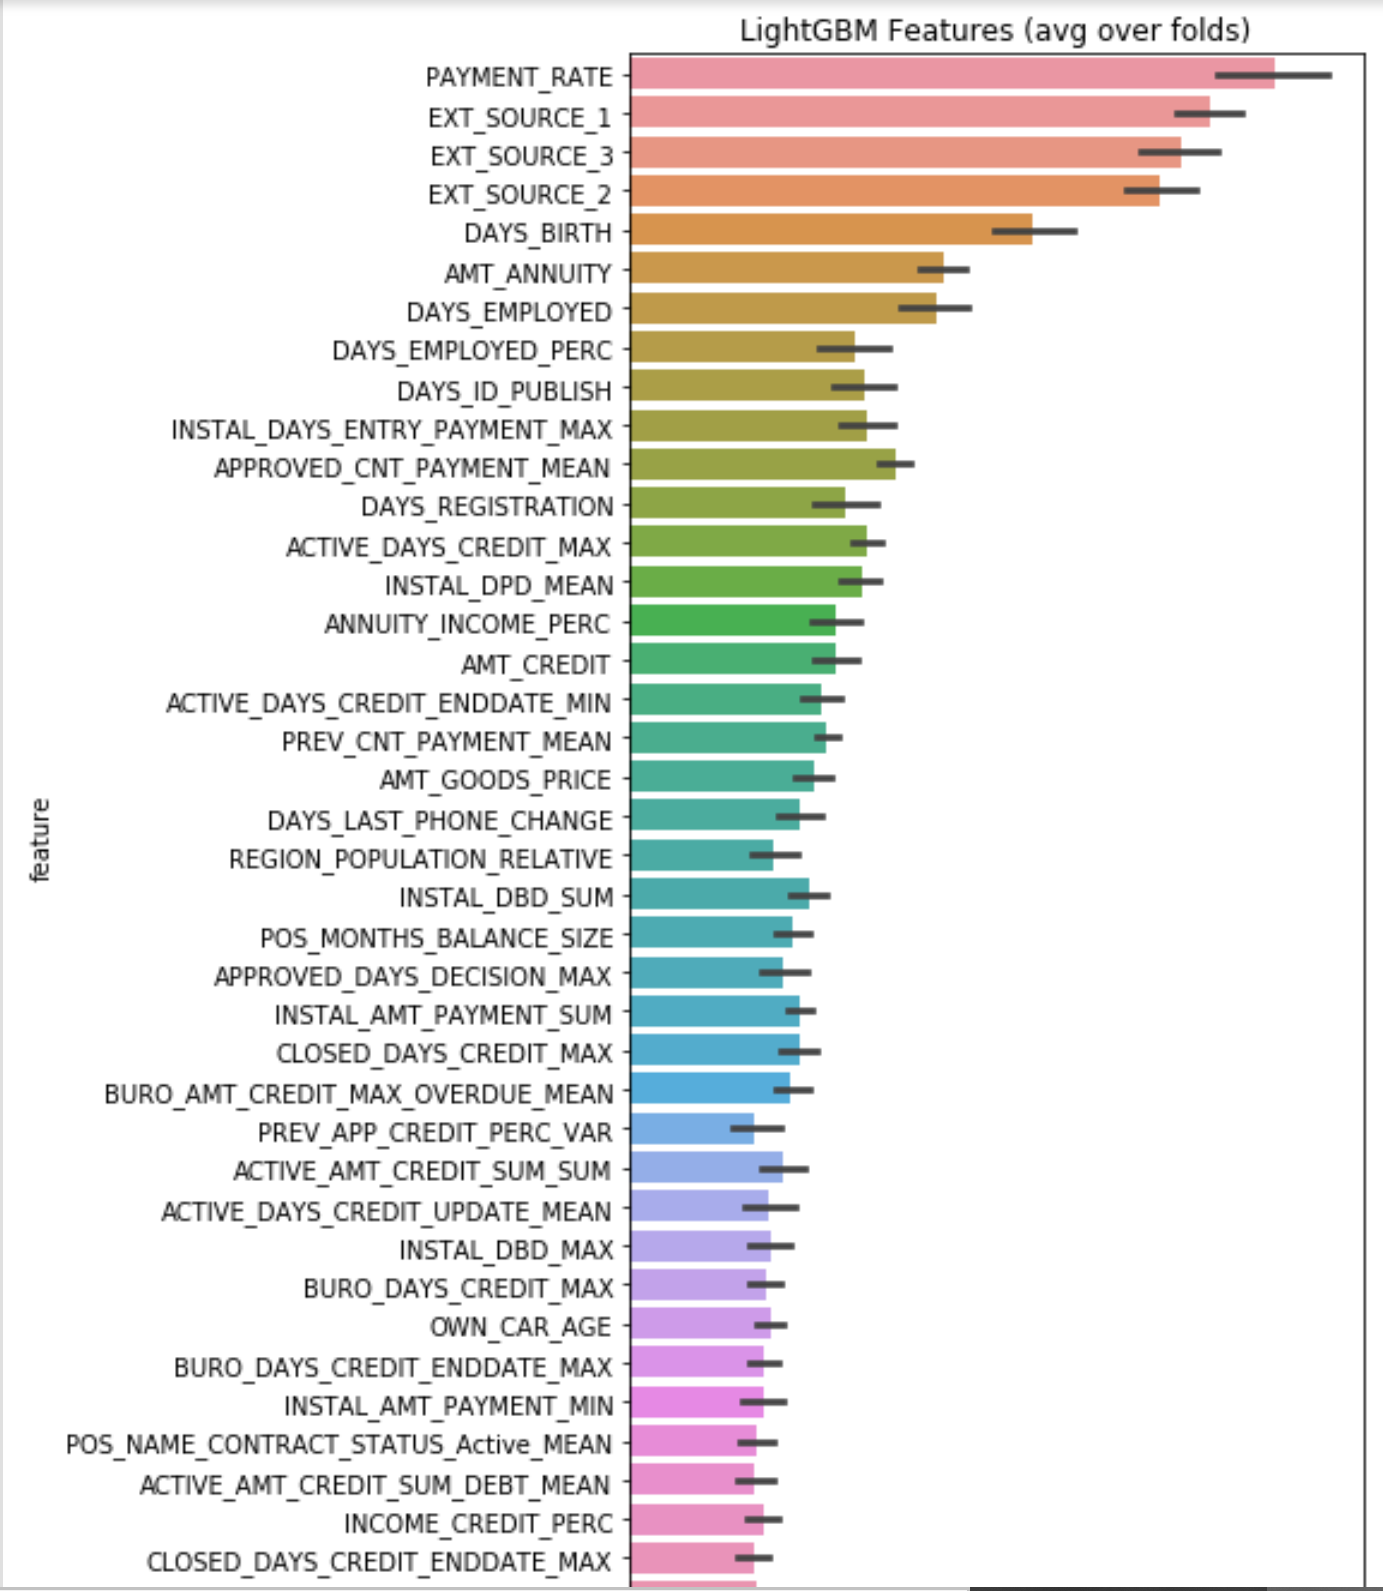 LightGBM Features (avg over folds)
PAYMENT_RATE
EXT_SOURCE_1
EXT_SOURCE_3
EXT_SOURCE_2
DAYS_BIRTH
AMT_ANNUITY
DAYS_EMPLOYED
DAYS_EMPLOYED_PERC
DAYS_ID_PUBLISH
INSTAL_DAYS_ENTRY_PAYMENT_MAX
APPROVED_CNT_PAYMENT_MEAN
DAYS_REGISTRATION
ACTIVE_DAYS_CREDIT_MAX
INSTAL_DPD_MEAN
ANNUITY_INCOME_PERC
AMT_CREDIT
ACTIVE_DAYS_CREDIT_ENDDATE_MIN
PREV_CNT_PAYMENT_MEAN
AMT_GOODS_PRICE
DAYS_LAST_PHONE_CHANGE
REGION_POPULATION_RELATIVE
INSTAL_DBD_SUM
POS_MONTHS_BALANCE_SIZE
APPROVED_DAYS_DECISION_MAX
INSTAL_AMT_PAYMENT_SUM
CLOSED_DAYS_CREDIT_MAX
BURO_AMT_CREDIT_MAX_OVERDUE_MEAN
PREV_APP_CREDIT_PERC_VAR
ACTIVE_AMT_CREDIT_SUM_SUM
ACTIVE_DAYS_CREDIT_UPDATE_MEAN
INSTAL_DBD_MAX
BURO_DAYS_CREDIT_MAX
OWN_CAR_AGE
BURO_DAYS_CREDIT_ENDDATE_MAX
INSTAL_AMT_PAYMENT_MIN
POS_NAME_CONTRACT_STATUS_Active_MEAN
ACTIVE_AMT_CREDIT_SUM_DEBT_MEAN
INCOME_CREDIT_PERC
CLOSED_DAYS_CREDIT_ENDDATE_MAX
feature